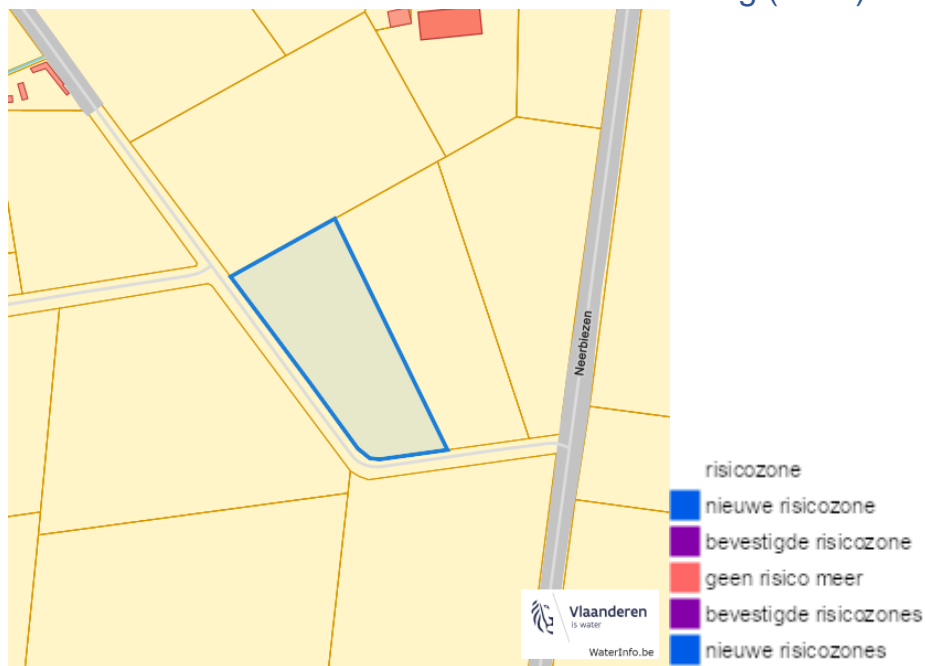 Neerbiezen
risicozone
nieuwe risicozone
bevestigde risicozone
geen risico meer
bevestigde risicozones
nieuwe risicozones
Vlaanderen
is water
WaterInfo.be